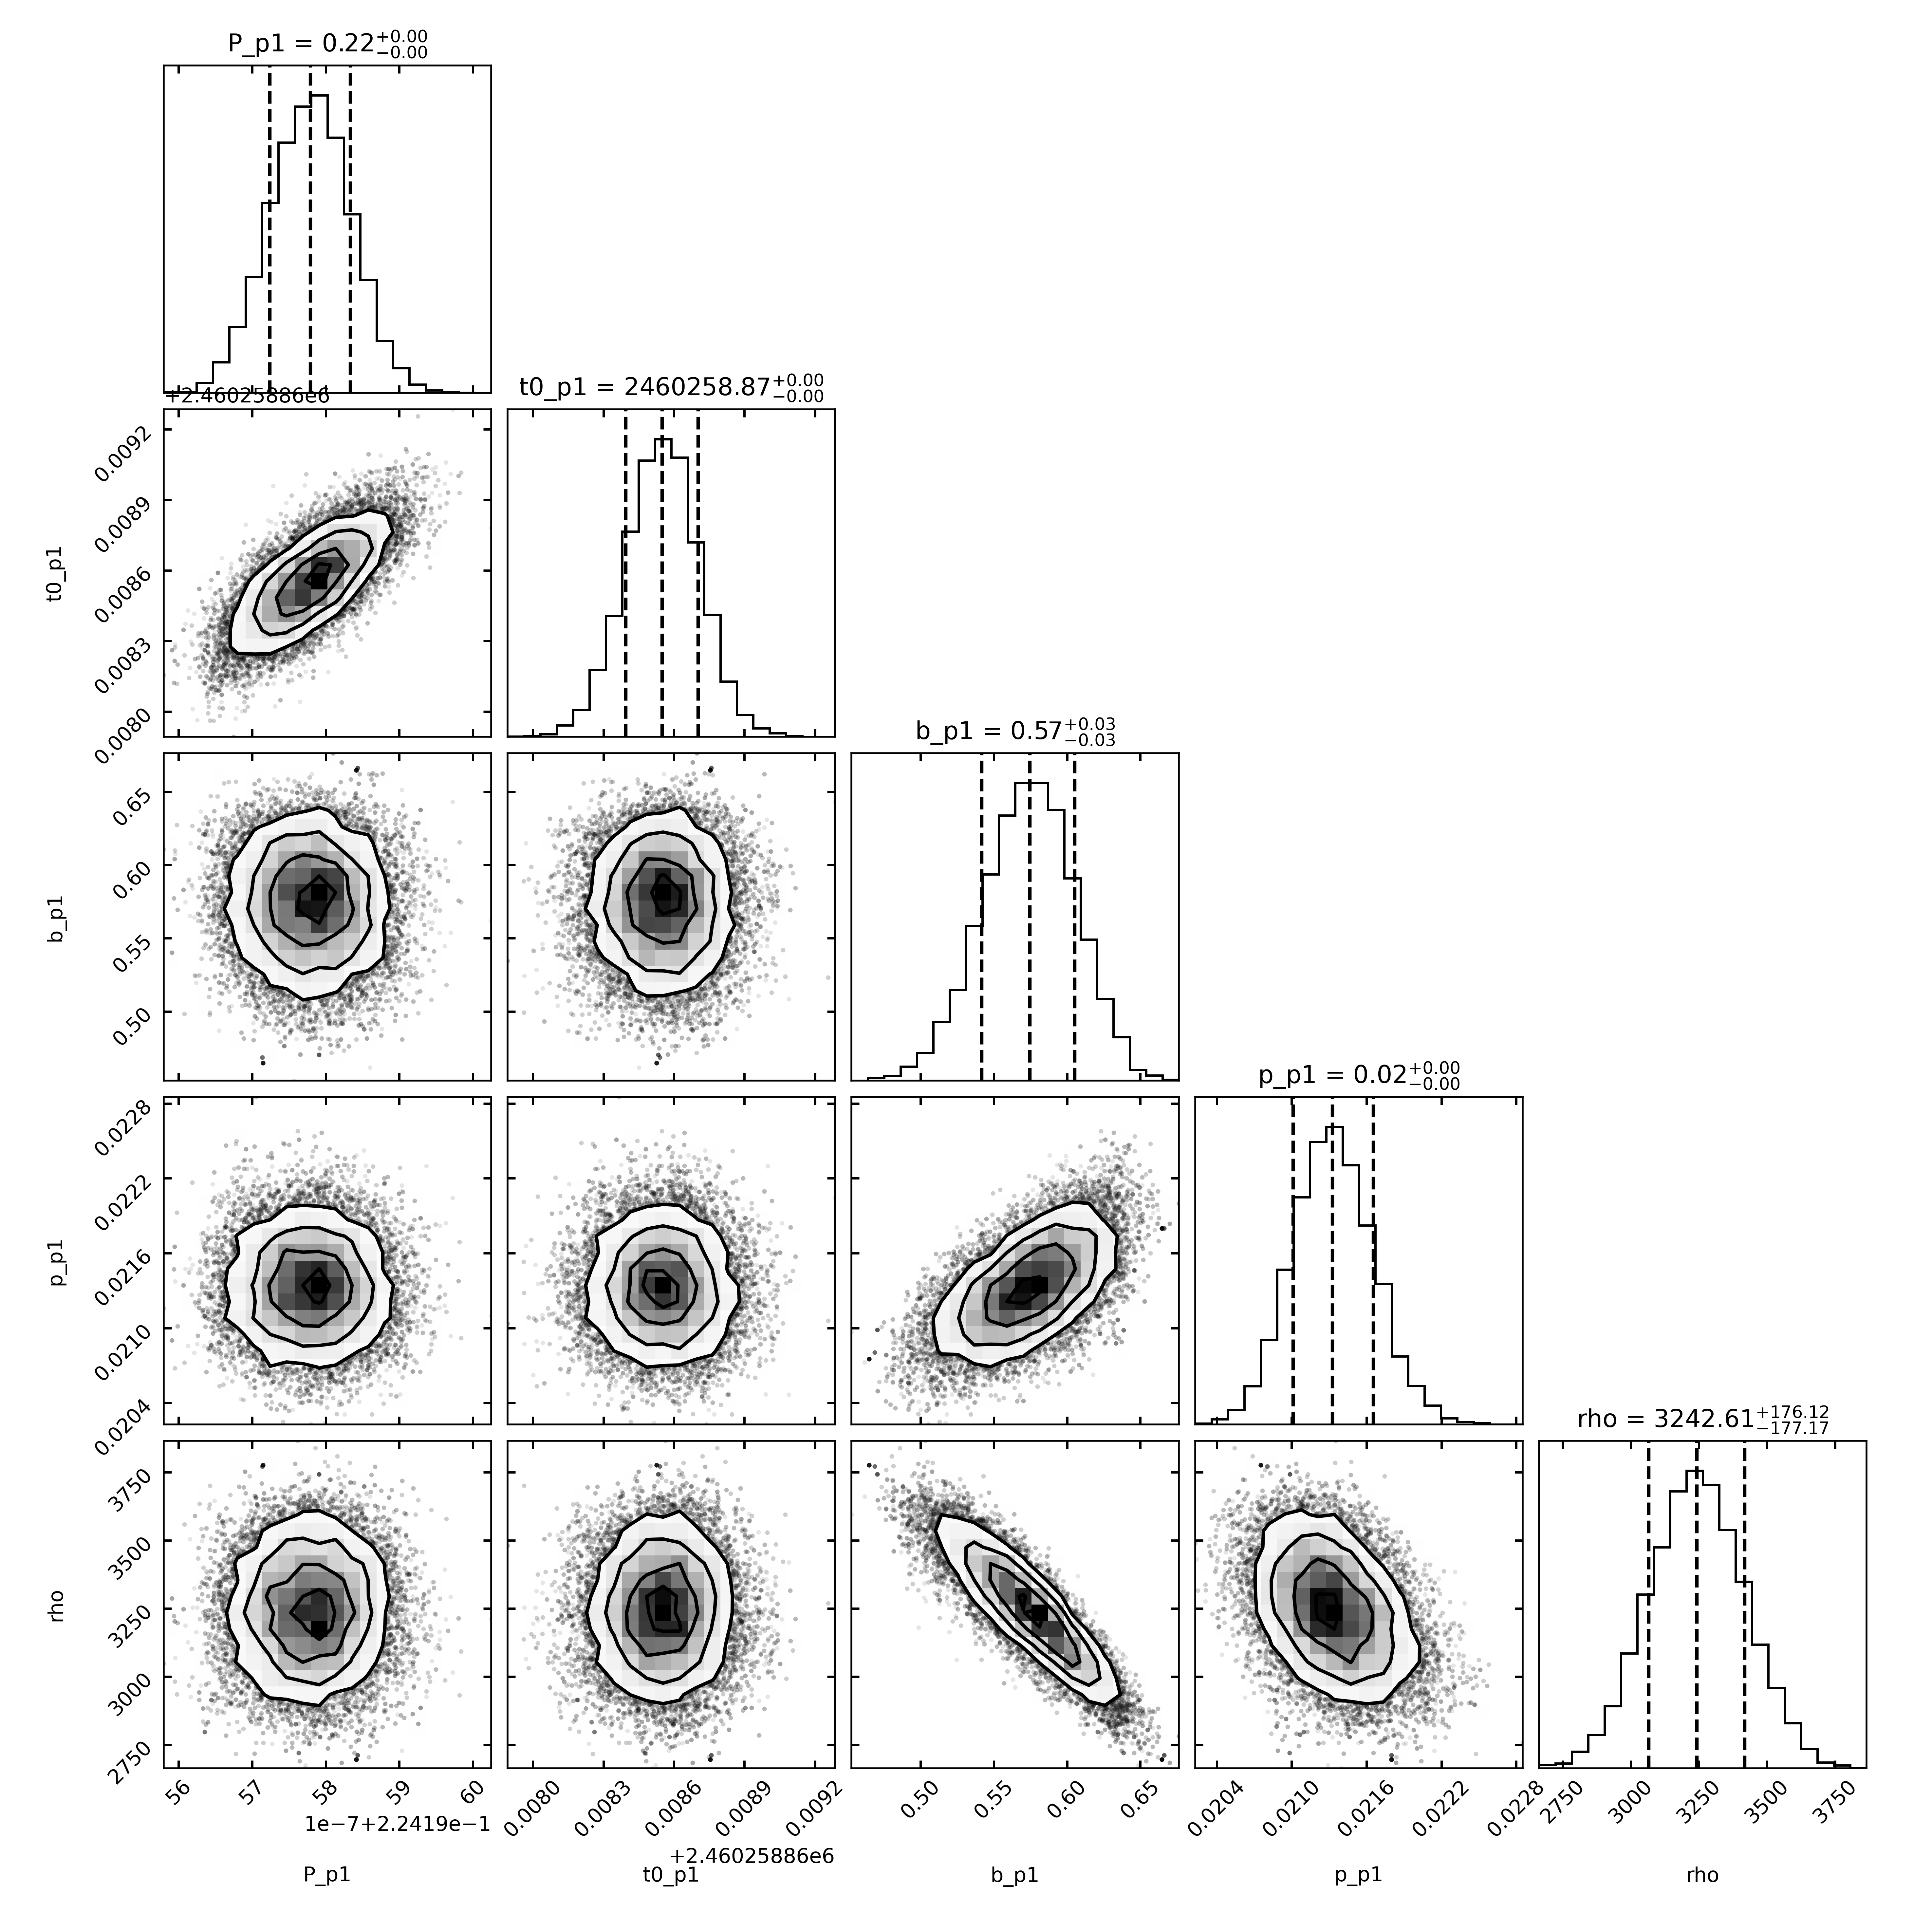 P_p1 = 0.22+0.00 −0.00
+2.46025886e6
t0_p1 = 2460258.87+0.00 −0.00
0.0092
0.0089
0.0086
0.0083
0.0080
t0_p1
b_p1 = 0.57+0.03 −0.03
0.65
0.60
0.55
0.50
b_p1
p_p1 = 0.02+0.00 −0.00
0.0228
0.0222
0.0216
0.0210
0.0204
p_p1
rho = 3242.61+176.12 −177.17
3750
3500
3250
3000
2750
rho
56 57 58 59 60
1e−7+2.2419e−1
P_p1
0.0080 0.0083 0.0086 0.0089 0.0092
+2.46025886e6
t0_p1
0.50 0.55 0.60 0.65
b_p1
0.0204 0.0210 0.0216 0.0222 0.0228
p_p1
2750 3000 3250 3500 3750
rho